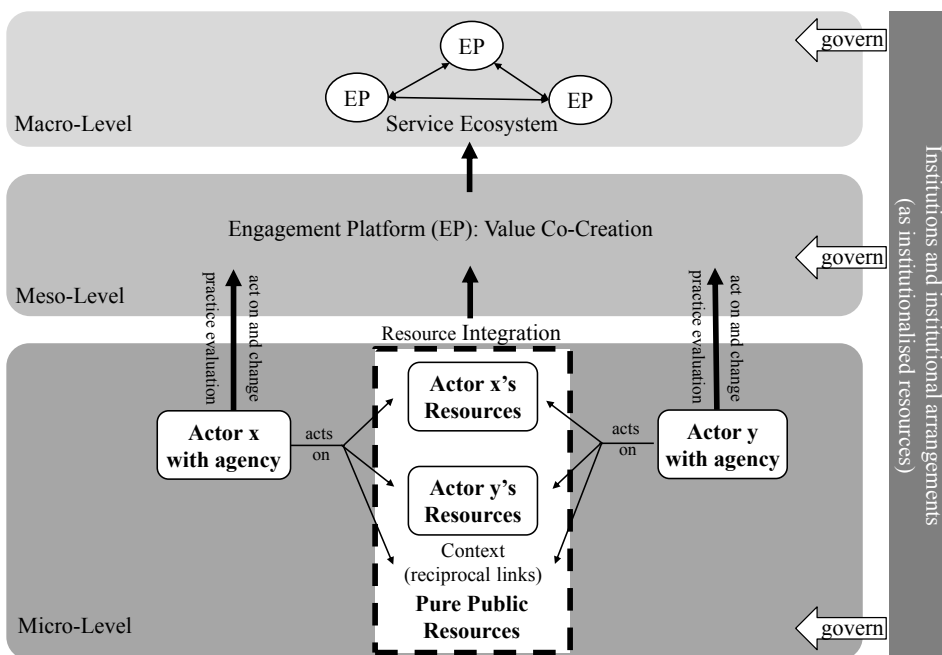 EP
EP
EP
Service Ecosystem
Macro-Level
govern
Engagement Platform (EP): Value Co-Creation
Meso-Level
govern
practice evaluation
act on and change
practice evaluation
act on and change
Resource Integration
Actor x's
Resources
Actor x
with agency
acts
on
acts
on
Actor y
with agency
Actor y's
Resources
Context
(reciprocal links)
Pure Public
Resources
Micro-Level
govern
Institutions and institutional arrangements
(as institutionalised resources)